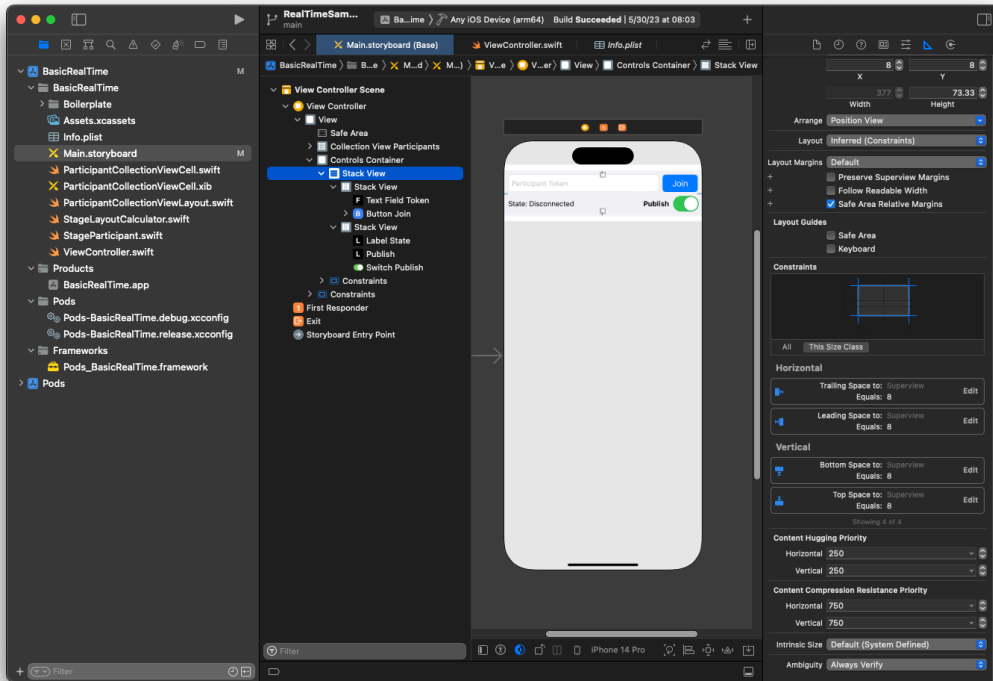 RealTimeSam...
main
Ba...ime 〉 Any iOS Device (arm64) Build Succeeded | 5/30/23 at 08:03
Main.storyboard (Base)
ViewController.swift
Info.plist
BasicRealTime 〉 B...e 〉 M...d 〉 M...) 〉 V...e 〉 V...er 〉 View 〉 Controls Container 〉 Stack View
BasicRealTime M
BasicRealTime
Boilerplate
Assets.xcassets
Info.plist
Main.storyboard M
ParticipantCollectionViewCell.swift
ParticipantCollectionViewCell.xib
ParticipantCollectionViewLayout.swift
StageLayoutCalculator.swift
StageParticipant.swift
ViewController.swift
Products
BasicRealTime.app
Pods
Pods-BasicRealTime.debug.xcconfig
Pods-BasicRealTime.release.xcconfig
Frameworks
Pods_BasicRealTime.framework
Pods
Filter
View Controller Scene
View Controller
View
Safe Area
Collection View Participants
Controls Container
Stack View
Stack View
F Text Field Token
B Button Join
Stack View
L Label State
L Publish
Switch Publish
Constraints
Constraints
1 First Responder
Exit
Storyboard Entry Point
Filter
Participant Token
Join
State: Disconnected
Publish
iPhone 14 Pro
8 8
X Y
377 73.33
Width Height
Arrange Position View
Layout Inferred (Constraints)
Layout Margins Default
Preserve Superview Margins
Follow Readable Width
Safe Area Relative Margins
Layout Guides
Safe Area
Keyboard
Constraints
All This Size Class
Horizontal
Trailing Space to: Superview
Equals: 8
Edit
Leading Space to: Superview
Equals: 8
Edit
Vertical
Bottom Space to: Superview
Equals: 8
Edit
Top Space to: Superview
Equals: 8
Edit
Showing 4 of 4
Content Hugging Priority
Horizontal 250
Vertical 250
Content Compression Resistance Priority
Horizontal 750
Vertical 750
Intrinsic Size Default (System Defined)
Ambiguity Always Verify